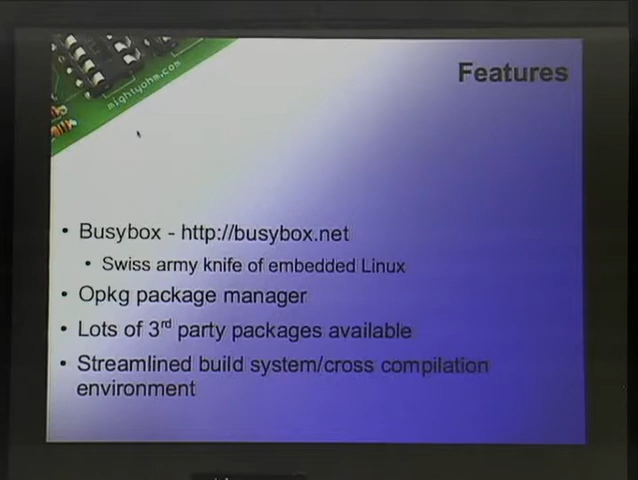 mightyohm.com
Features
• Busybox - http://busybox.net
• Swiss army knife of embedded Linux
• Opkg package manager
• Lots of 3rd party packages available
• Streamlined build system/cross compilation
environment